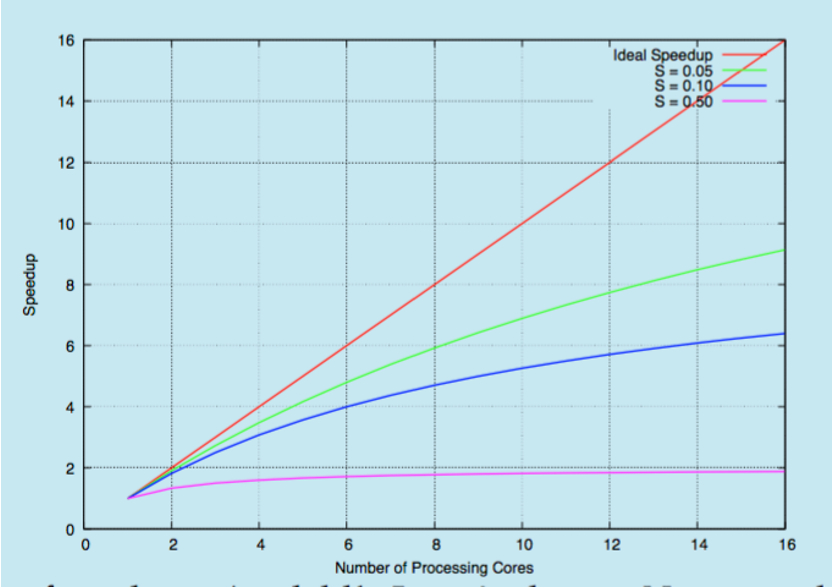 16
14
12
10
8
6
4
2
0
Speedup
Ideal Speedup
S = 0.05
S = 0.10
S = 0.50
0 2 4 6 8 10 12 14 16
Number of Processing Cores